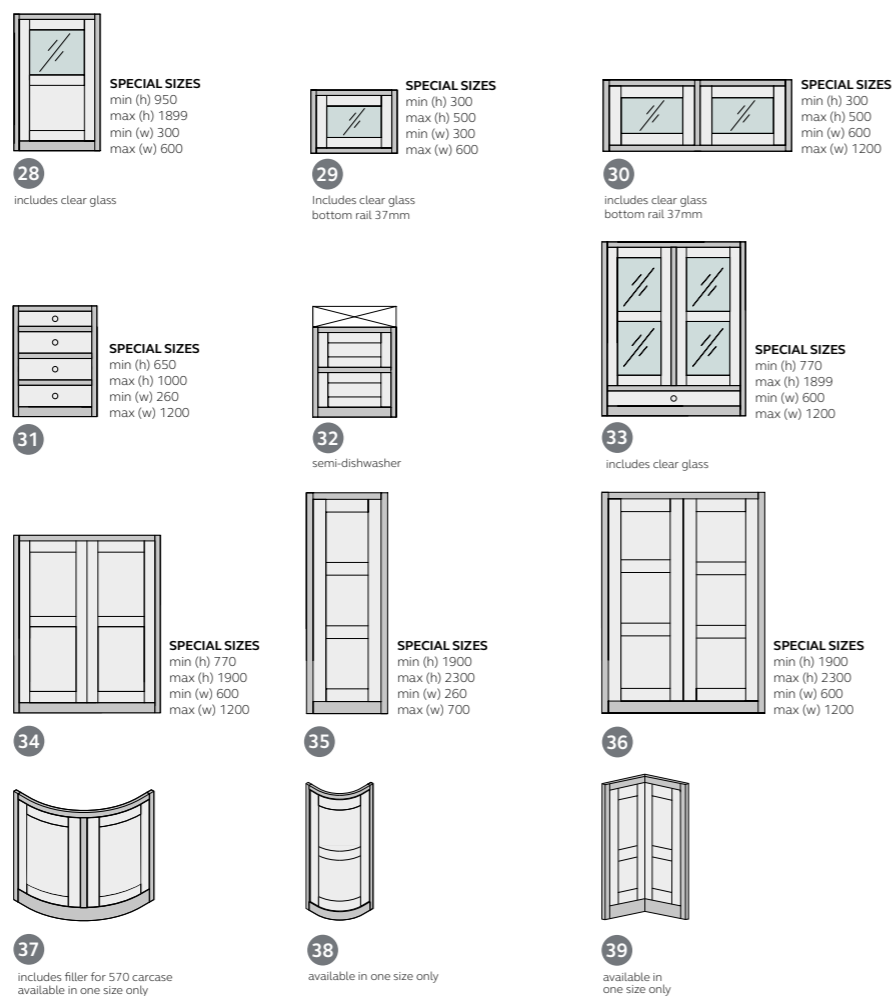 SPECIAL SIZES
min (h) 950
max (h) 1899
min (w) 300
max (w) 600
28
includes clear glass
SPECIAL SIZES
min (h) 300
max (h) 500
min (w) 300
max (w) 600
29
Includes clear glass
bottom rail 37mm
SPECIAL SIZES
min (h) 300
max (h) 500
min (w) 600
max (w) 1200
30
includes clear glass
bottom rail 37mm
SPECIAL SIZES
min (h) 650
max (h) 1000
min (w) 260
max (w) 1200
31
32
semi-dishwasher
SPECIAL SIZES
min (h) 770
max (h) 1899
min (w) 600
max (w) 1200
33
includes clear glass
SPECIAL SIZES
min (h) 770
max (h) 1900
min (w) 600
max (w) 1200
34
SPECIAL SIZES
min (h) 1900
max (h) 2300
min (w) 260
max (w) 700
35
SPECIAL SIZES
min (h) 1900
max (h) 2300
min (w) 600
max (w) 1200
36
37
includes filler for 570 carcase
available in one size only
38
available in one size only
39
available in
one size only